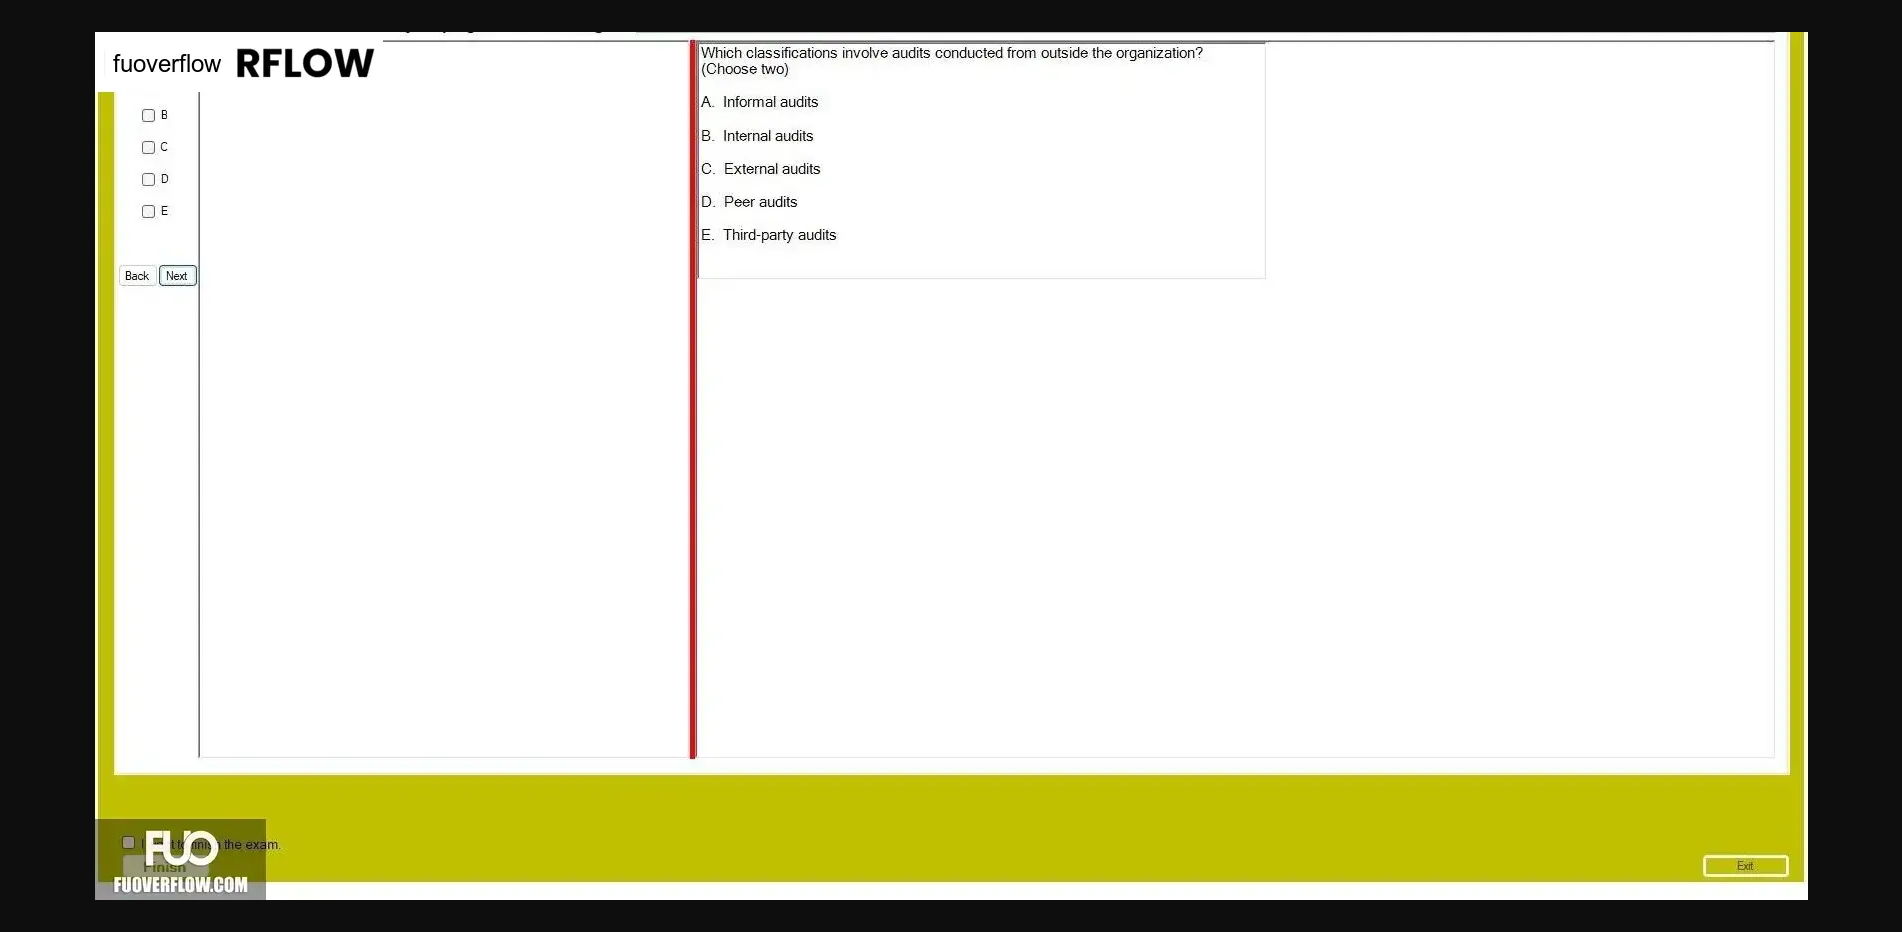 fuoverflow RFLOW
Which classifications involve audits conducted from outside the organization?
(Choose two)
A. Informal audits
B. Internal audits
C. External audits
D. Peer audits
E. Third-party audits
B
C
D
E
Back Next
I want to finish the exam.
FUO
Finish
FUOVERFLOW.COM
Exit